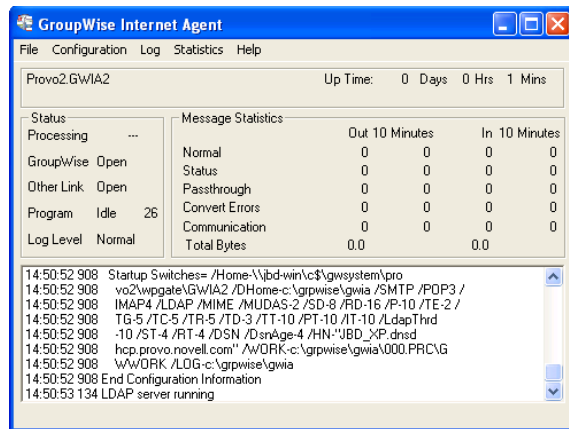 GroupWise Internet Agent
File Configuration Log Statistics Help
Provo2.GWIA2 Up Time: 0 Days 0 Hrs 1 Mins
Status
Processing ---
GroupWise Open
Other Link Open
Program Idle 26
Log Level Normal
Message Statistics
Out 10 Minutes In 10 Minutes
Normal 0 0 0 0
Status 0 0 0 0
Passthrough 0 0 0 0
Convert Errors 0 0 0 0
Communication 0 0 0 0
Total Bytes 0.0 0.0
14:50:52 908 Startup Switches= /Home-\\jbd-win\c$\gwsystem\pro
14:50:52 908 vo2\wpgate\GWIA2 /DHome-c:\grpwise\gwia /SMTP /POP3 /
14:50:52 908 IMAP4 /LDAP /MIME /MUDAS-2 /SD-8 /RD-16 /P-10 /TE-2 /
14:50:52 908 TG-5 /TC-5 /TR-5 /TD-3 /TT-10 /PT-10 /IT-10 /LdapThrd
14:50:52 908 -10 /ST-4 /RT-4 /DSN /DsnAge-4 /HN-"JBD_XP.dnsd
14:50:52 908 hcp.provo.novell.com" /WORK-c:\grpwise\gwia\000.PRC\G
14:50:52 908 WWORK /LOG-c:\grpwise\gwia
14:50:52 908 End Configuration Information
14:50:53 134 LDAP server running